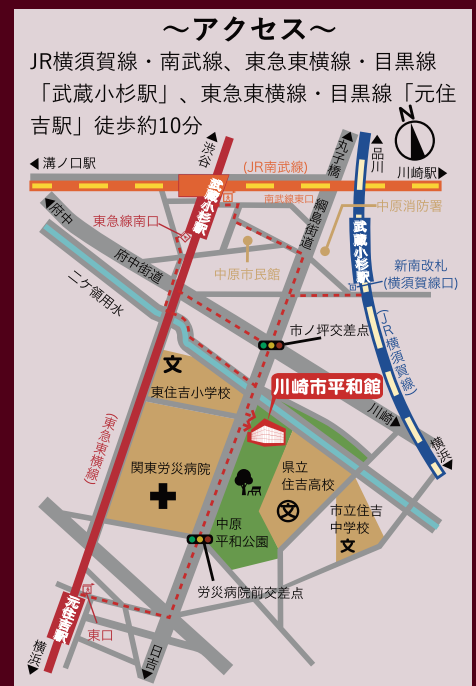 ～アクセス～
JR横須賀線・南武線、東急東横線・目黒線
「武蔵小杉駅」、東急東横線・目黒線「元住
吉駅」徒歩約10分
N
渋谷
丸子橋
品川
溝ノ口駅
(JR南武線)
川崎駅
武蔵小杉駅
南武線東口
綱島街道
中原消防署
府中
東急線南口
武蔵小杉駅
府中街道
中原市民館
新南改札
(横須賀線口)
二ケ領用水
市ノ坪交差点
(JR横須賀線)
文
東住吉小学校
川崎市平和館
川崎
(東急東横線)
横浜
関東労災病院
県立
住吉高校
文
市立住吉
中学校
文
中原
平和公園
労災病院前交差点
元住吉駅
東口
横浜
日吉